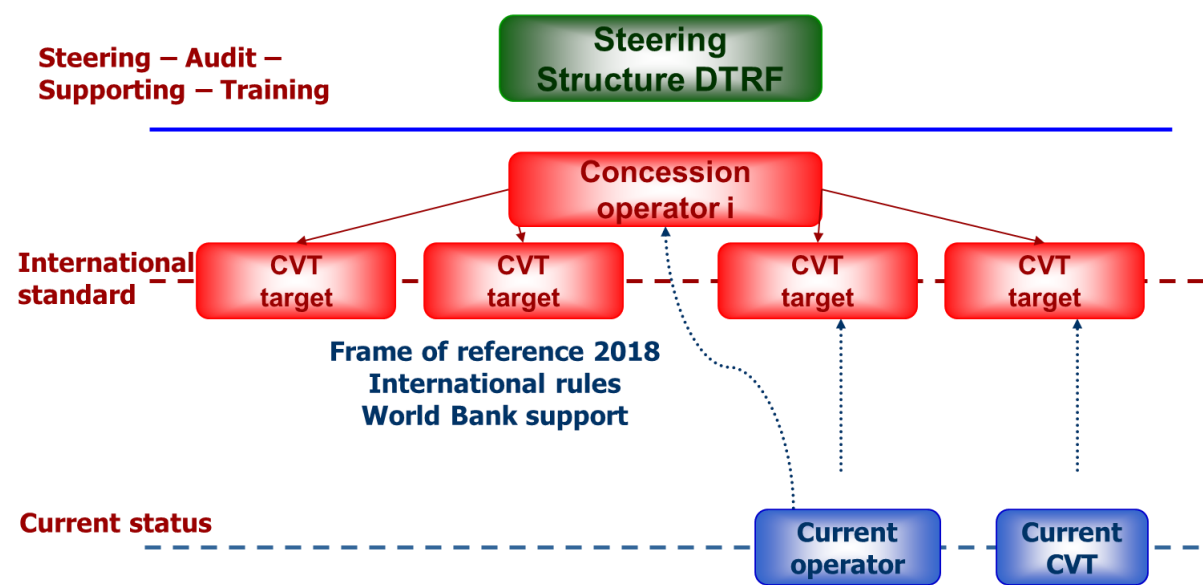 Steering – Audit –
Supporting – Training
Steering
Structure DTRF
Concession
operator i
International
standard
CVT
target
CVT
target
CVT
target
CVT
target
Frame of reference 2018
International rules
World Bank support
Current status
Current
operator
Current
CVT